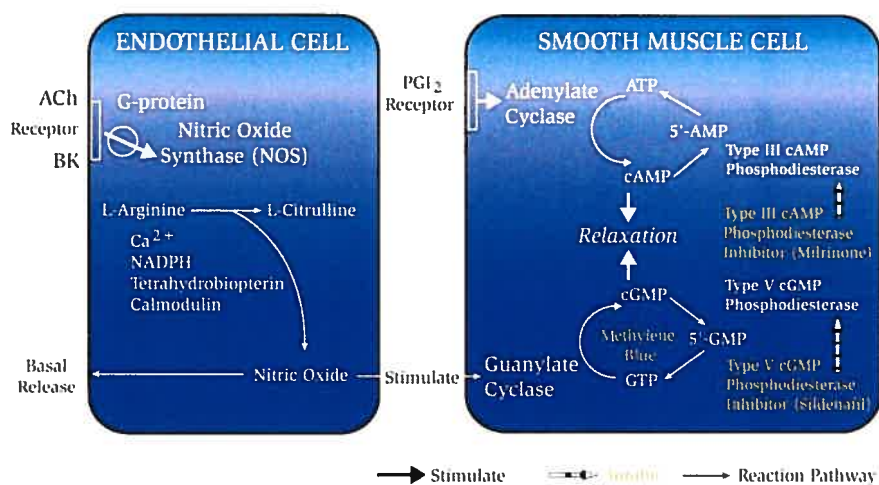 ENDOTHELIAL CELL
ACh
Receptor
BK
G-protein
Nitric Oxide
Synthase (NOS)
L-Arginine
L-Citrulline
Ca2+
NADPH
Tetrahydrobiopterin
Calmodulin
Basal
Release
Nitric Oxide
Stimulate
SMOOTH MUSCLE CELL
PGI2
Receptor
Adenylate
Cyclase
ATP
5'-AMP
cAMP
Type III cAMP
Phosphodiesterase
Type III cAMP
Phosphodiesterase
Inhibitor (Milrinone)
Relaxation
cGMP
Methylene
Blue
5'-GMP
GTP
Guanylate
Cyclase
Type V cGMP
Phosphodiesterase
Type V cGMP
Phosphodiesterase
Inhibitor (Sildenafil)
Stimulate
Inhibit
Reaction Pathway